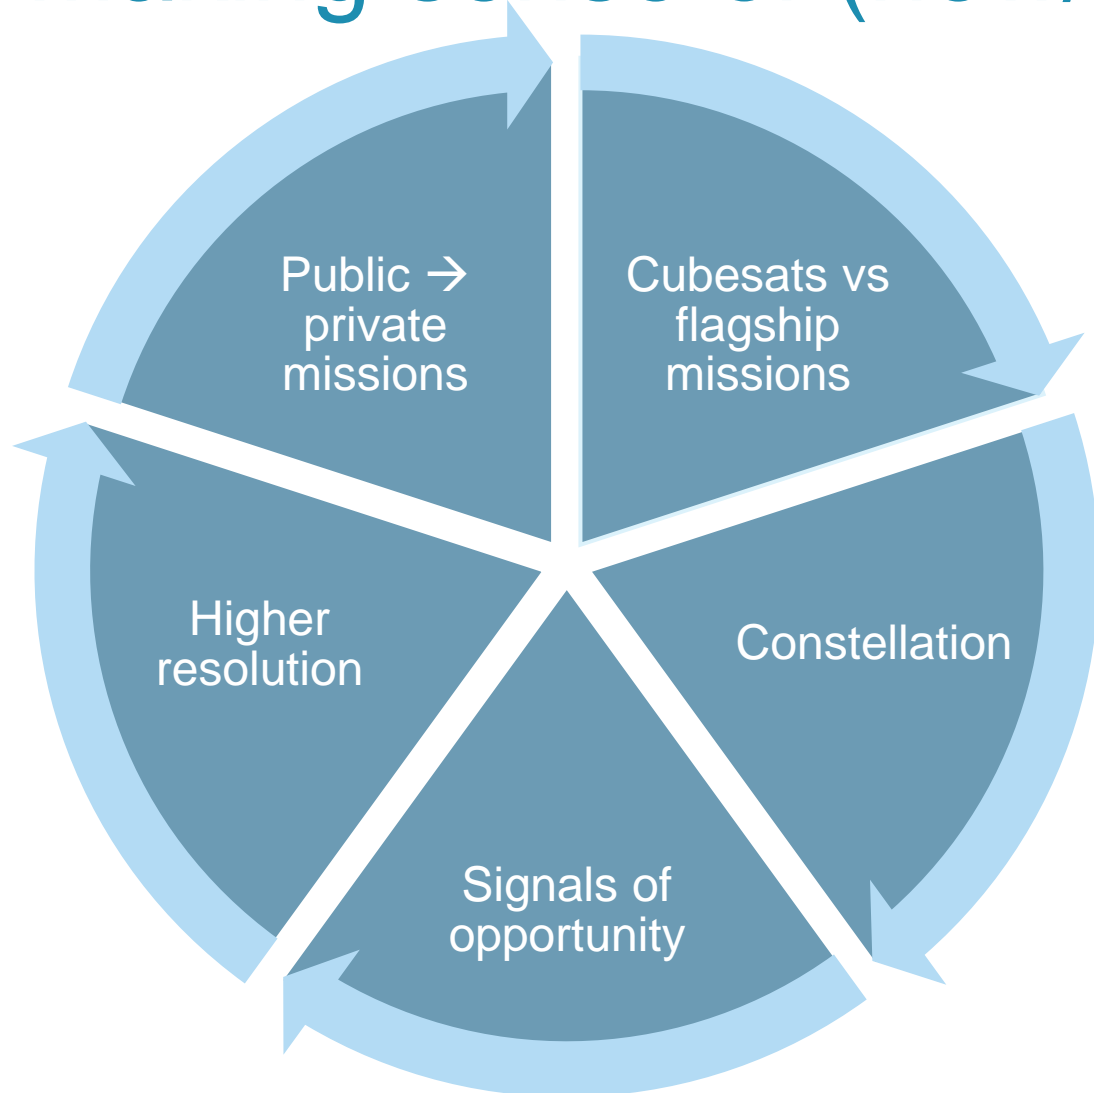 Public →
private
missions
Cubesats vs
flagship
missions
Constellation
Signals of
opportunity
Higher
resolution